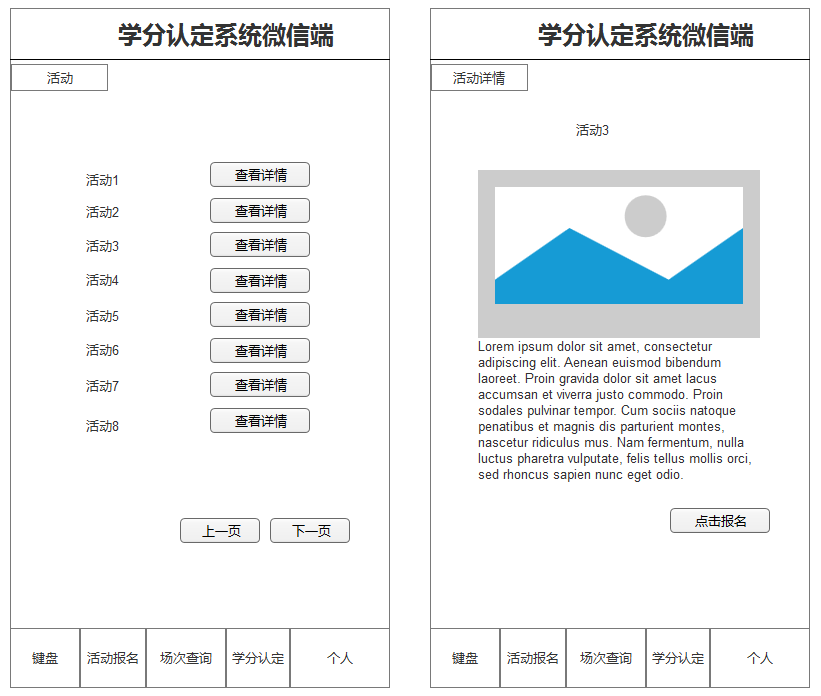 学分认定系统微信端
活动
活动1 查看详情
活动2 查看详情
活动3 查看详情
活动4 查看详情
活动5 查看详情
活动6 查看详情
活动7 查看详情
活动8 查看详情
上一页 下一页
键盘 活动报名 场次查询 学分认定 个人
学分认定系统微信端
活动详情
活动3
Lorem ipsum dolor sit amet, consectetur
adipiscing elit. Aenean euismod bibendum
laoreet. Proin gravida dolor sit amet lacus
accumsan et viverra justo commodo. Proin
sodales pulvinar tempor. Cum sociis natoque
penatibus et magnis dis parturient montes,
nascetur ridiculus mus. Nam fermentum, nulla
luctus pharetra vulputate, felis tellus mollis orci,
sed rhoncus sapien nunc eget odio.
点击报名
键盘 活动报名 场次查询 学分认定 个人